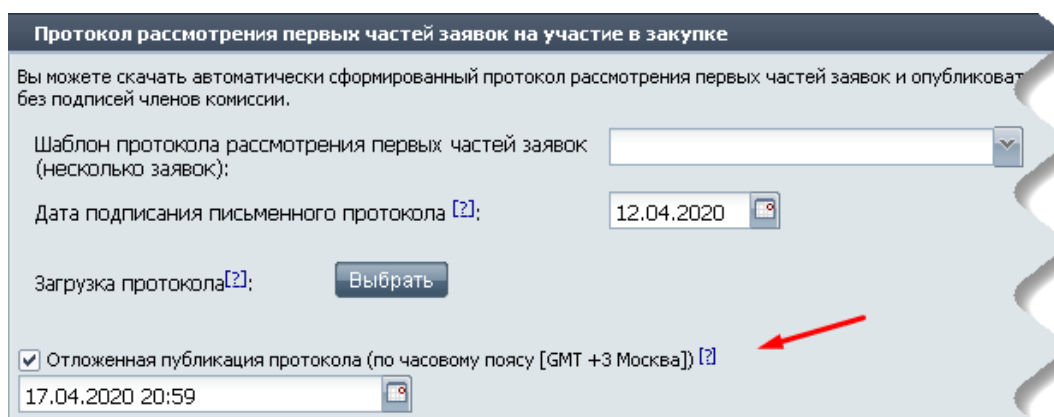 Протокол рассмотрения первых частей заявок на участие в закупке
Вы можете скачать автоматически сформированный протокол рассмотрения первых частей заявок и опубликоват
без подписей членов комиссии.
Шаблон протокола рассмотрения первых частей заявок
(несколько заявок):
Дата подписания письменного протокола [?]: 12.04.2020
Загрузка протокола[?]: Выбрать
Отложенная публикация протокола (по часовому поясу [GMT +3 Москва]) [?]
17.04.2020 20:59